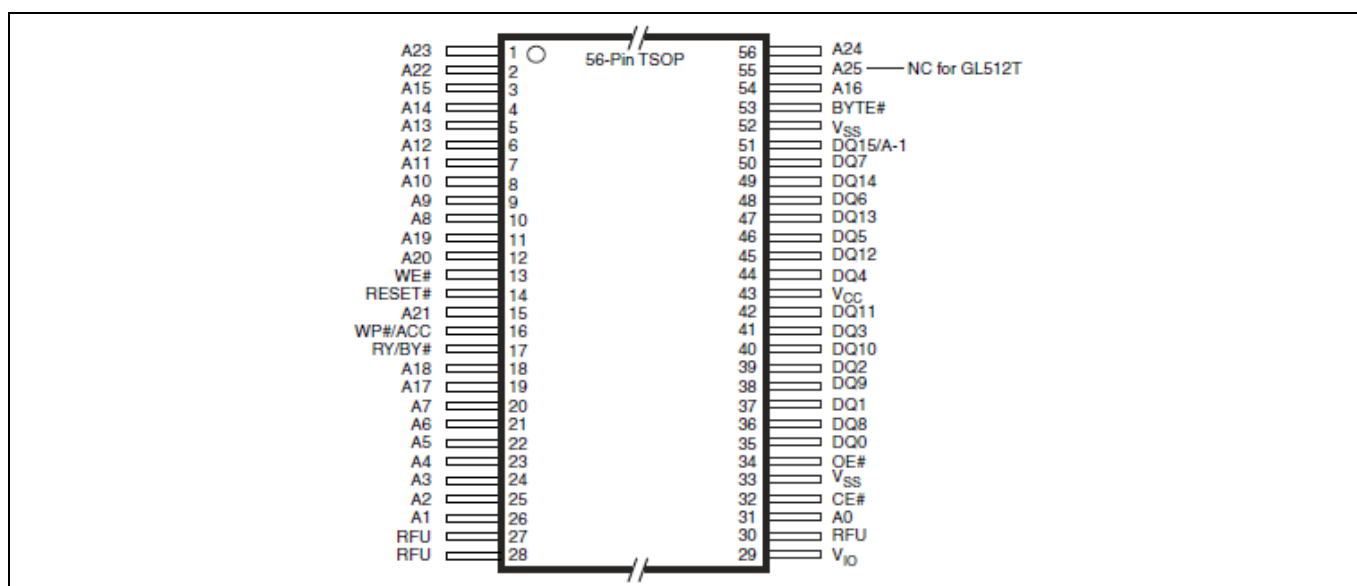 56-Pin TSOP
A23 1
A22 2
A15 3
A14 4
A13 5
A12 6
A11 7
A10 8
A9 9
A8 10
A19 11
A20 12
WE# 13
RESET# 14
A21 15
WP#/ACC 16
RY/BY# 17
A18 18
A17 19
A7 20
A6 21
A5 22
A4 23
A3 24
A2 25
A1 26
RFU 27
RFU 28
56 A24
55 A25 NC for GL512T
54 A16
53 BYTE#
52 VSS
51 DQ15/A-1
50 DQ7
49 DQ14
48 DQ6
47 DQ13
46 DQ5
45 DQ12
44 DQ4
43 VCC
42 DQ11
41 DQ3
40 DQ10
39 DQ2
38 DQ9
37 DQ1
36 DQ8
35 DQ0
34 OE#
33 VSS
32 CE#
31 A0
30 RFU
29 VIO